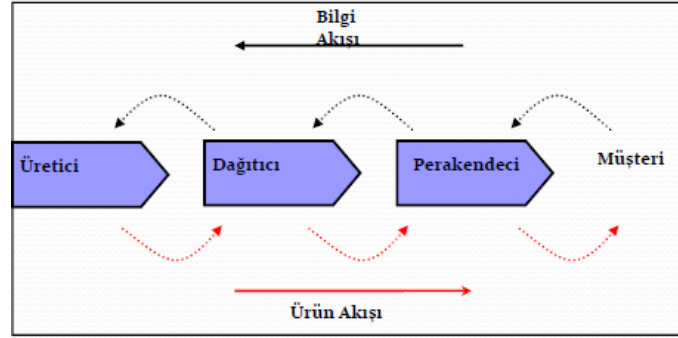 Bilgi
Akışı
Üretici
Dağıtıcı
Perakendeci
Müşteri
Ürün Akışı